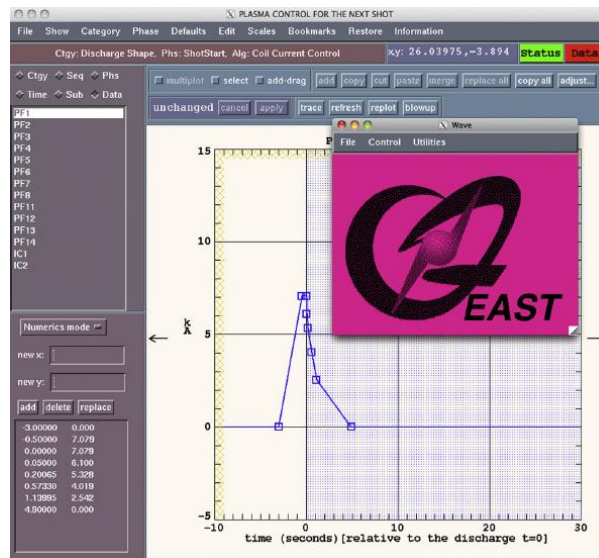 PLASMA CONTROL FOR THE NEXT SHOT
File Show Category Phase Defaults Edit Scales Bookmarks Restore Information
Ctgy: Discharge Shape, Phs: ShotStart, Alg: Coil Current Control
x,y: 26.03975,-3.894
Status
Data
Ctgy Seq Phs
Time Sub Data
multiplot select add-drag add copy cut paste merge replace all copy all adjust...
unchanged cancel apply trace refresh replot blowup
PF1
PF2
PF3
PF4
PF5
PF6
PF7
PF8
PF11
PF12
PF13
PF14
IC1
IC2
Numerics mode
new x:
new y:
add delete replace
-3.00000 0.000
-0.50000 7.079
0.00000 7.079
0.05000 6.100
0.20065 5.328
0.57330 4.019
1.13995 2.542
4.90000 0.000
P
15
10
5
0
-5
kA
-10 0 10 20 30
time (seconds)[relative to the discharge t=0]
Wave
File Control Utilities
EAST